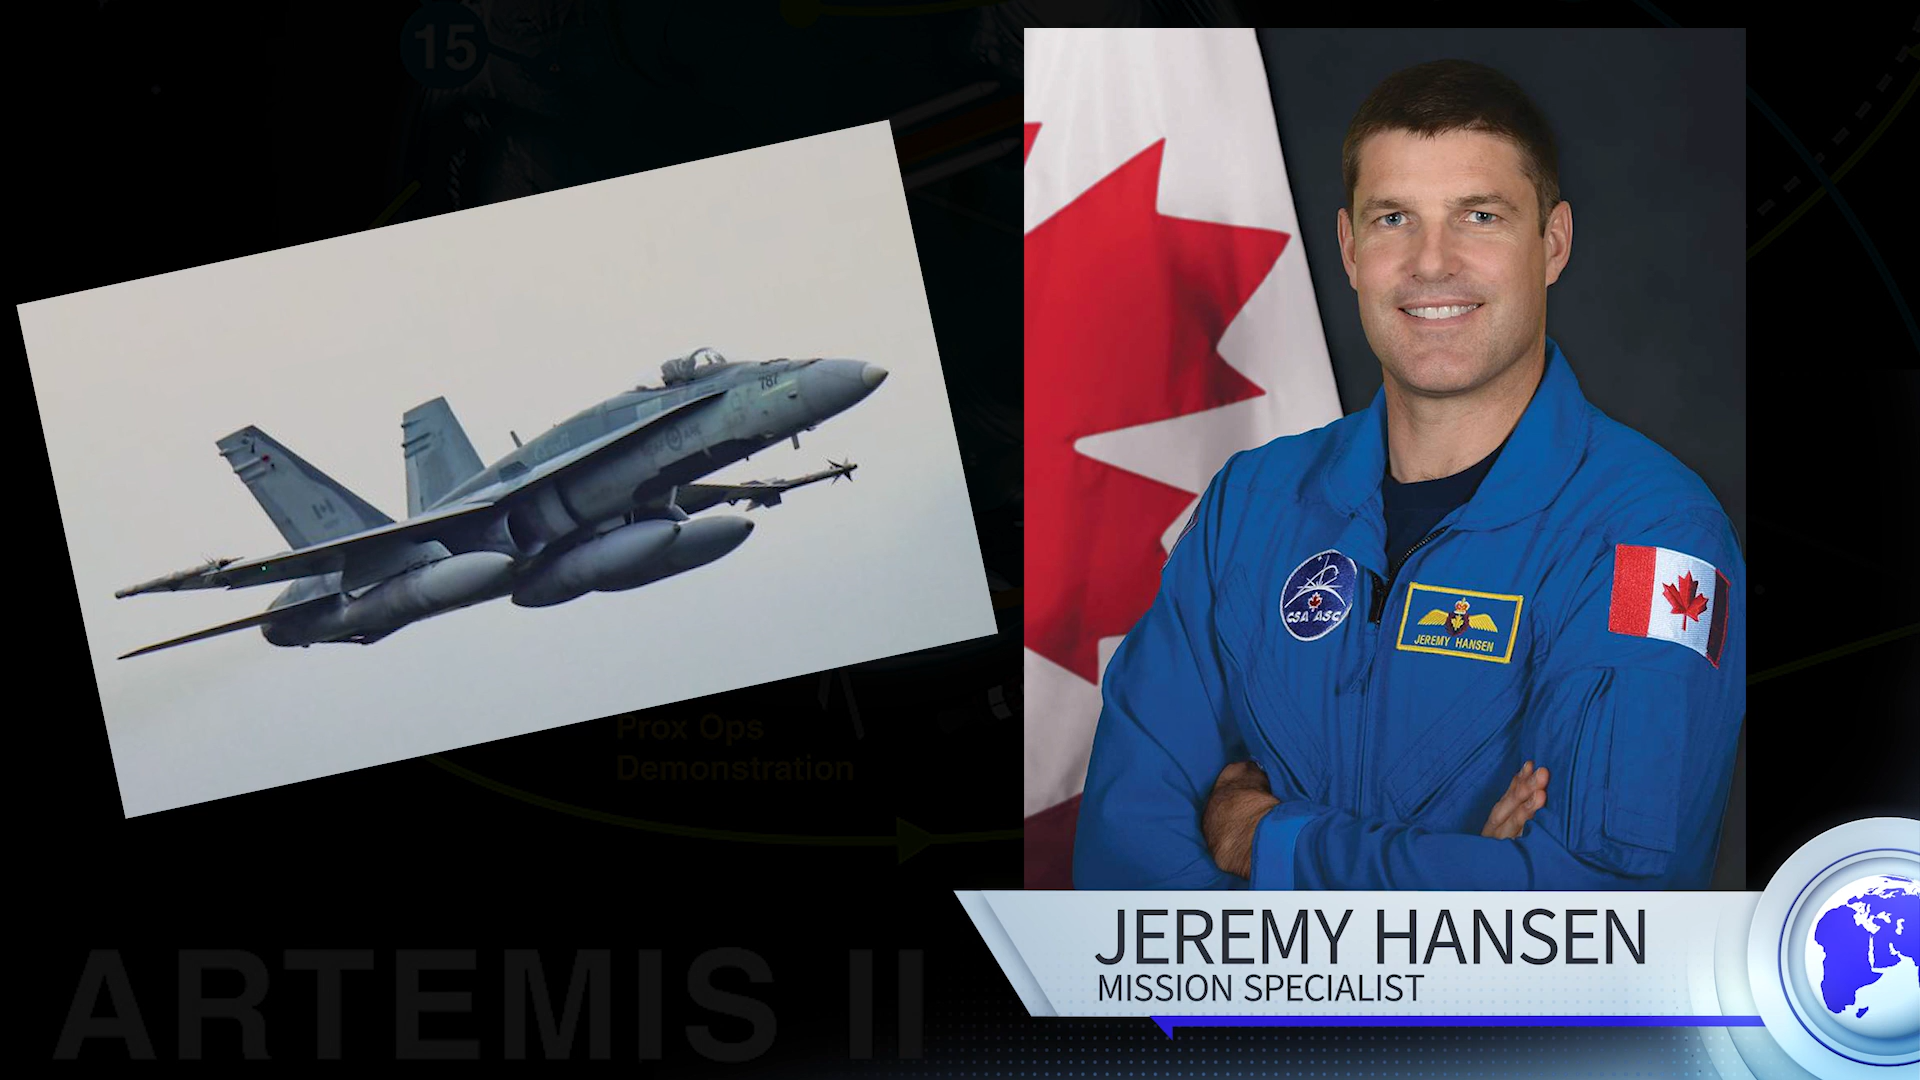 15
787
CSA ASC
JEREMY HANSEN
Prox Ops
Demonstration
JEREMY HANSEN
MISSION SPECIALIST
ARTEMIS II